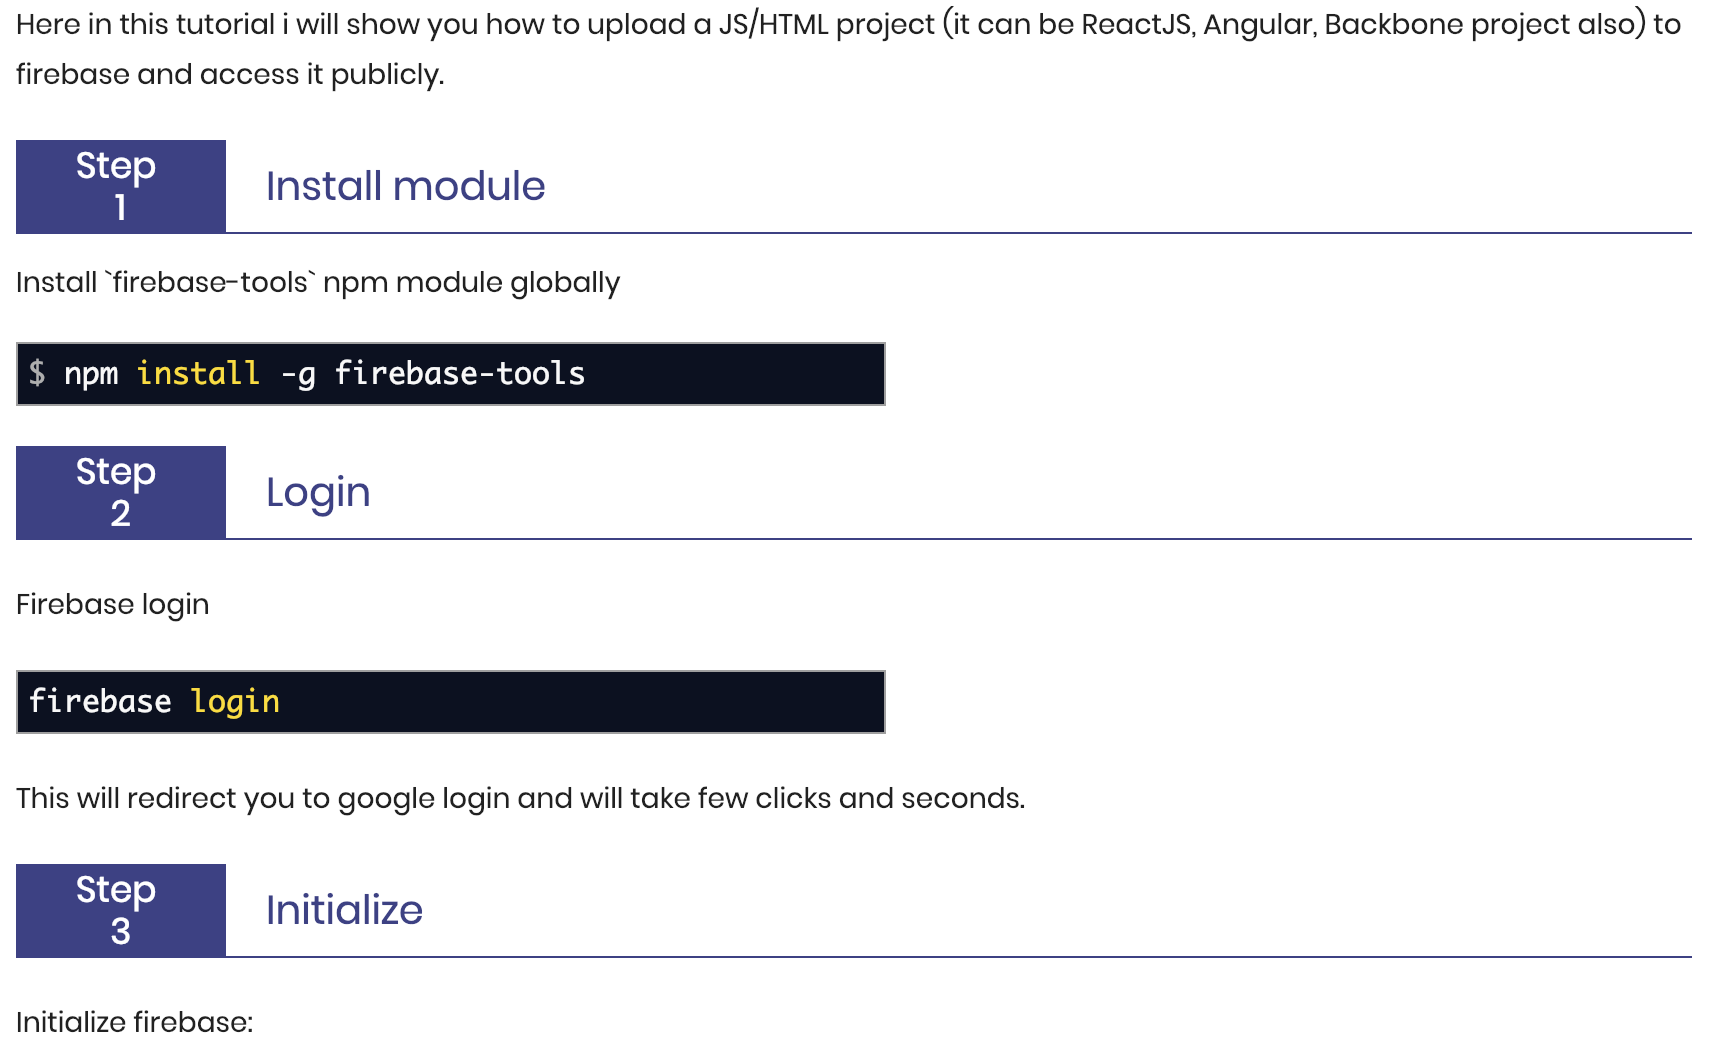 Here in this tutorial i will show you how to upload a JS/HTML project (it can be ReactJS, Angular, Backbone project also) to
firebase and access it publicly.
Step
1
Install module
Install `firebase-tools` npm module globally
$ npm install -g firebase-tools
Step
2
Login
Firebase login
firebase login
This will redirect you to google login and will take few clicks and seconds.
Step
3
Initialize
Initialize firebase: